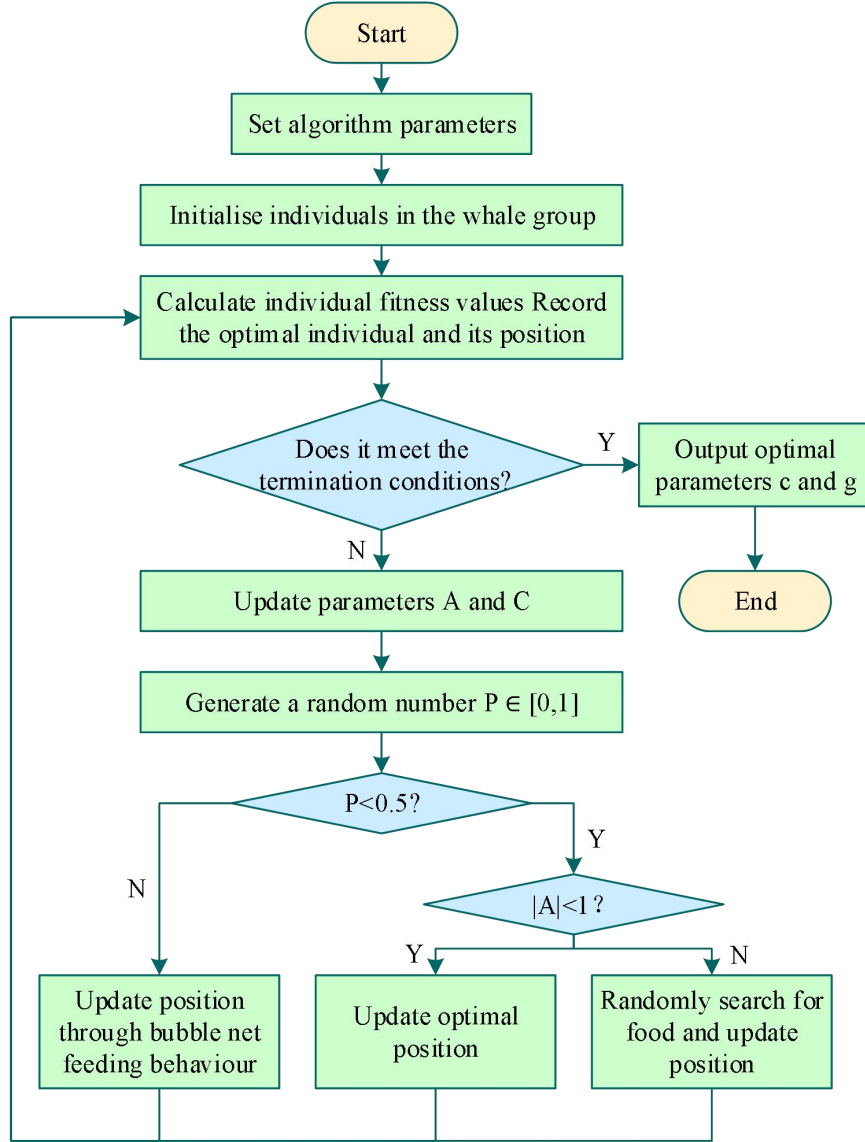 Start
Set algorithm parameters
Initialise individuals in the whale group
Calculate individual fitness values Record
the optimal individual and its position
Does it meet the
termination conditions?
Y
Output optimal
parameters c and g
N
End
Update parameters A and C
Generate a random number P ∈ [0,1]
P<0.5?
Y
N
|A|<1?
Y
N
Update position
through bubble net
feeding behaviour
Update optimal
position
Randomly search for
food and update
position